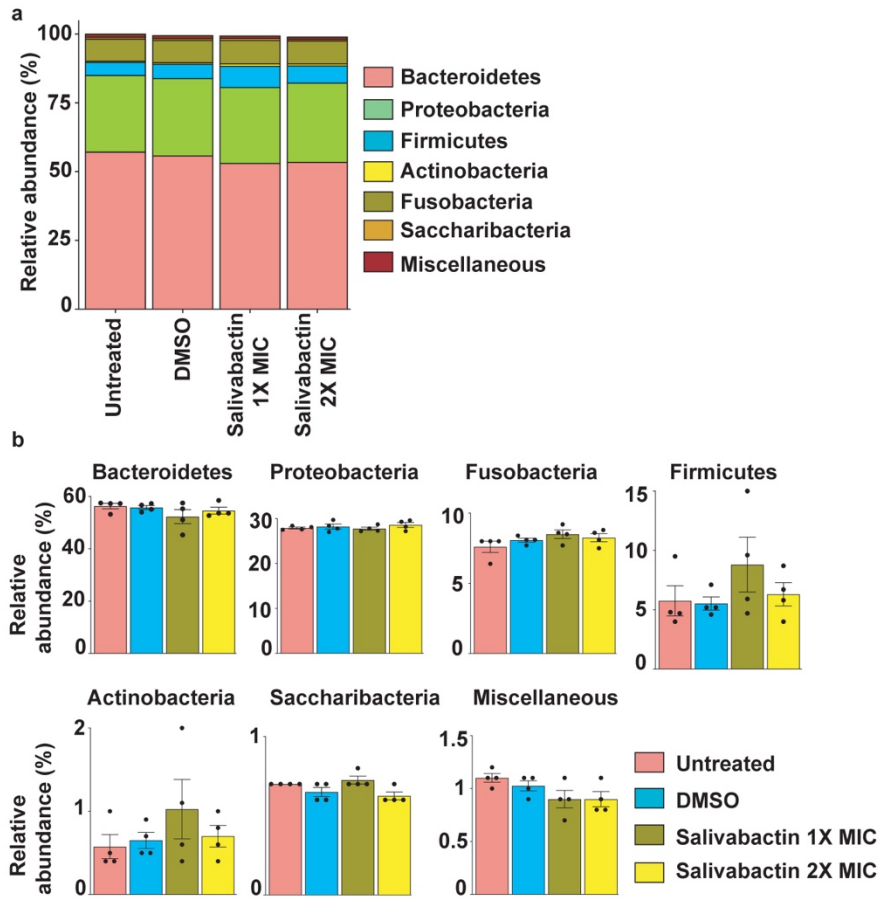 a
Relative abundance (%)
100
75
50
25
0
Untreated
DMSO
Salivabactin
1X MIC
Salivabactin
2X MIC
Bacteroidetes
Proteobacteria
Firmicutes
Actinobacteria
Fusobacteria
Saccharibacteria
Miscellaneous
b
Relative
abundance (%)
Bacteroidetes
60
40
60
0
Proteobacteria
30
20
10
0
Fusobacteria
10
5
0
Firmicutes
15
10
5
0
Relative
abundance (%)
Actinobacteria
2
1
0
Saccharibacteria
1
0
Miscellaneous
1.5
1
0.5
0
Untreated
DMSO
Salivabactin 1X MIC
Salivabactin 2X MIC